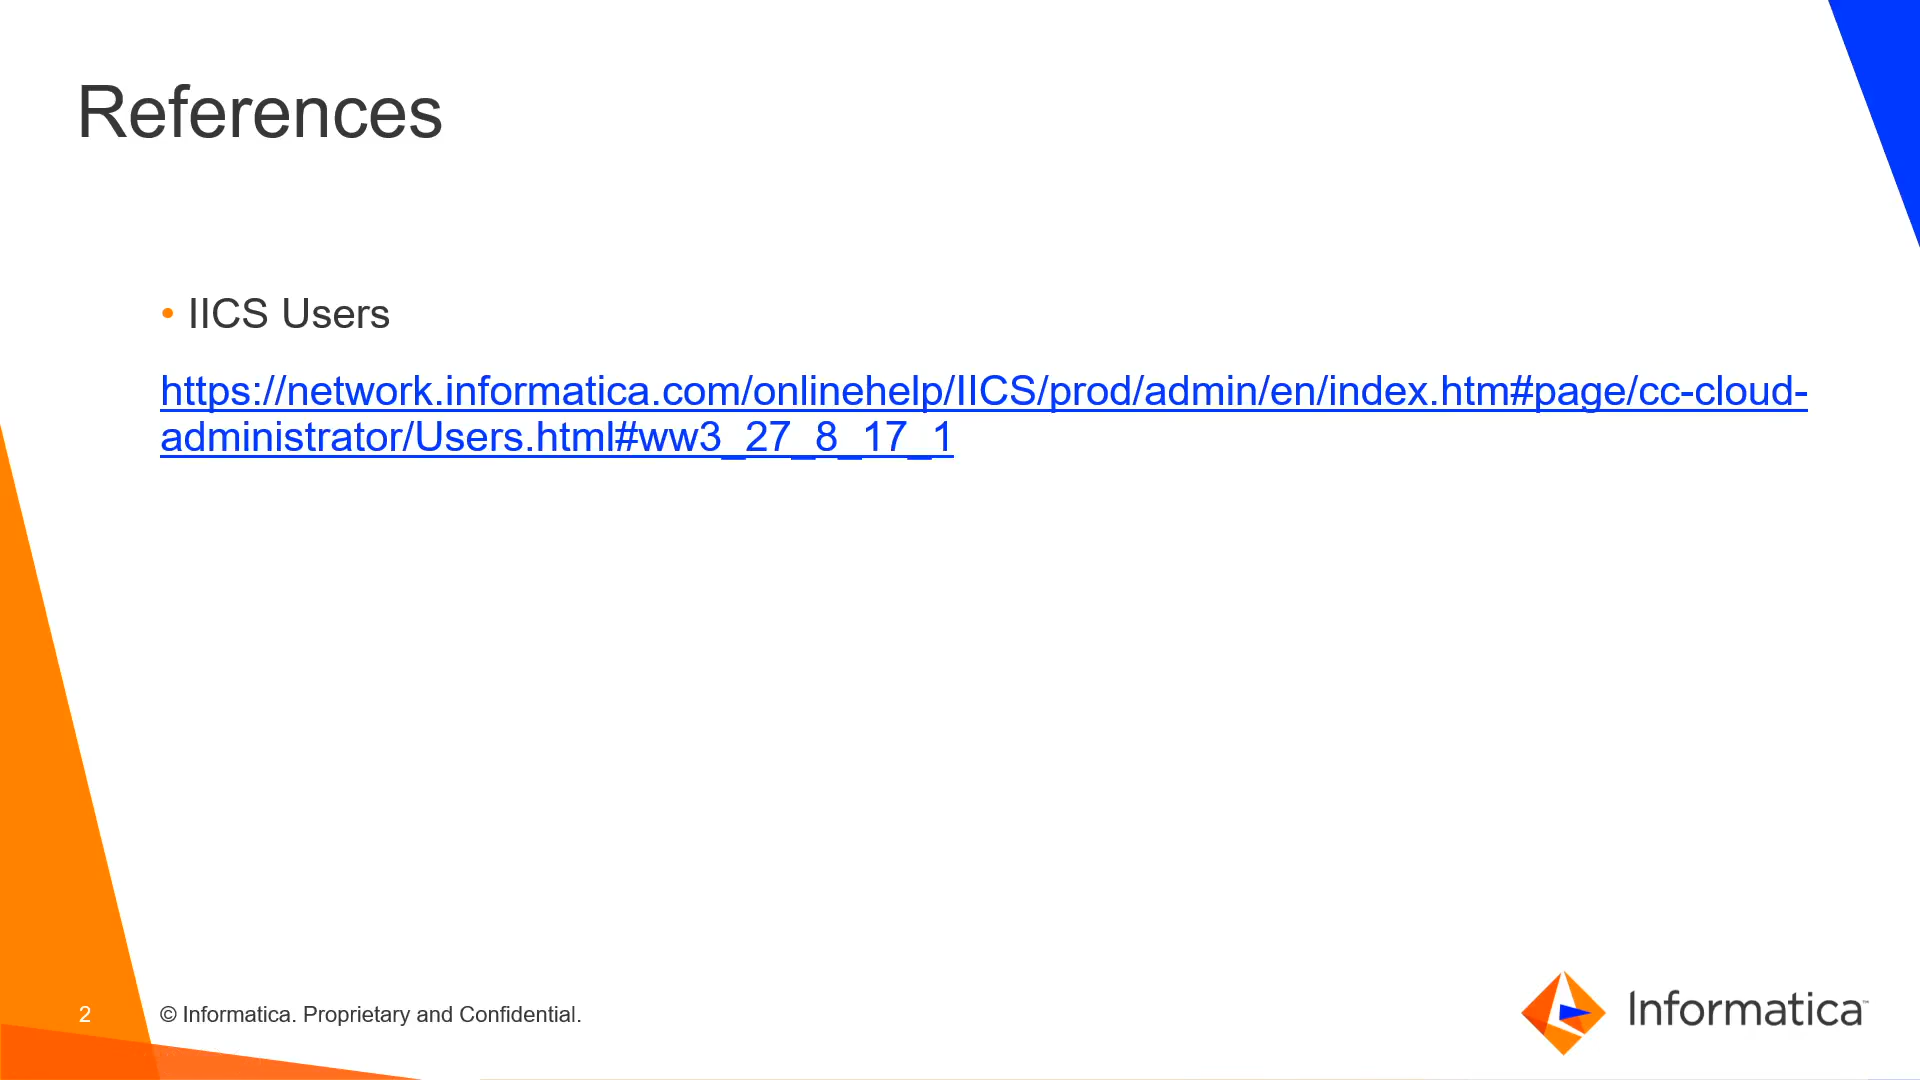 References
• IICS Users
https://network.informatica.com/onlinehelp/IICS/prod/admin/en/index.htm#page/cc-cloud-
administrator/Users.html#ww3_27_8_17_1
2
© Informatica. Proprietary and Confidential.
Informatica™